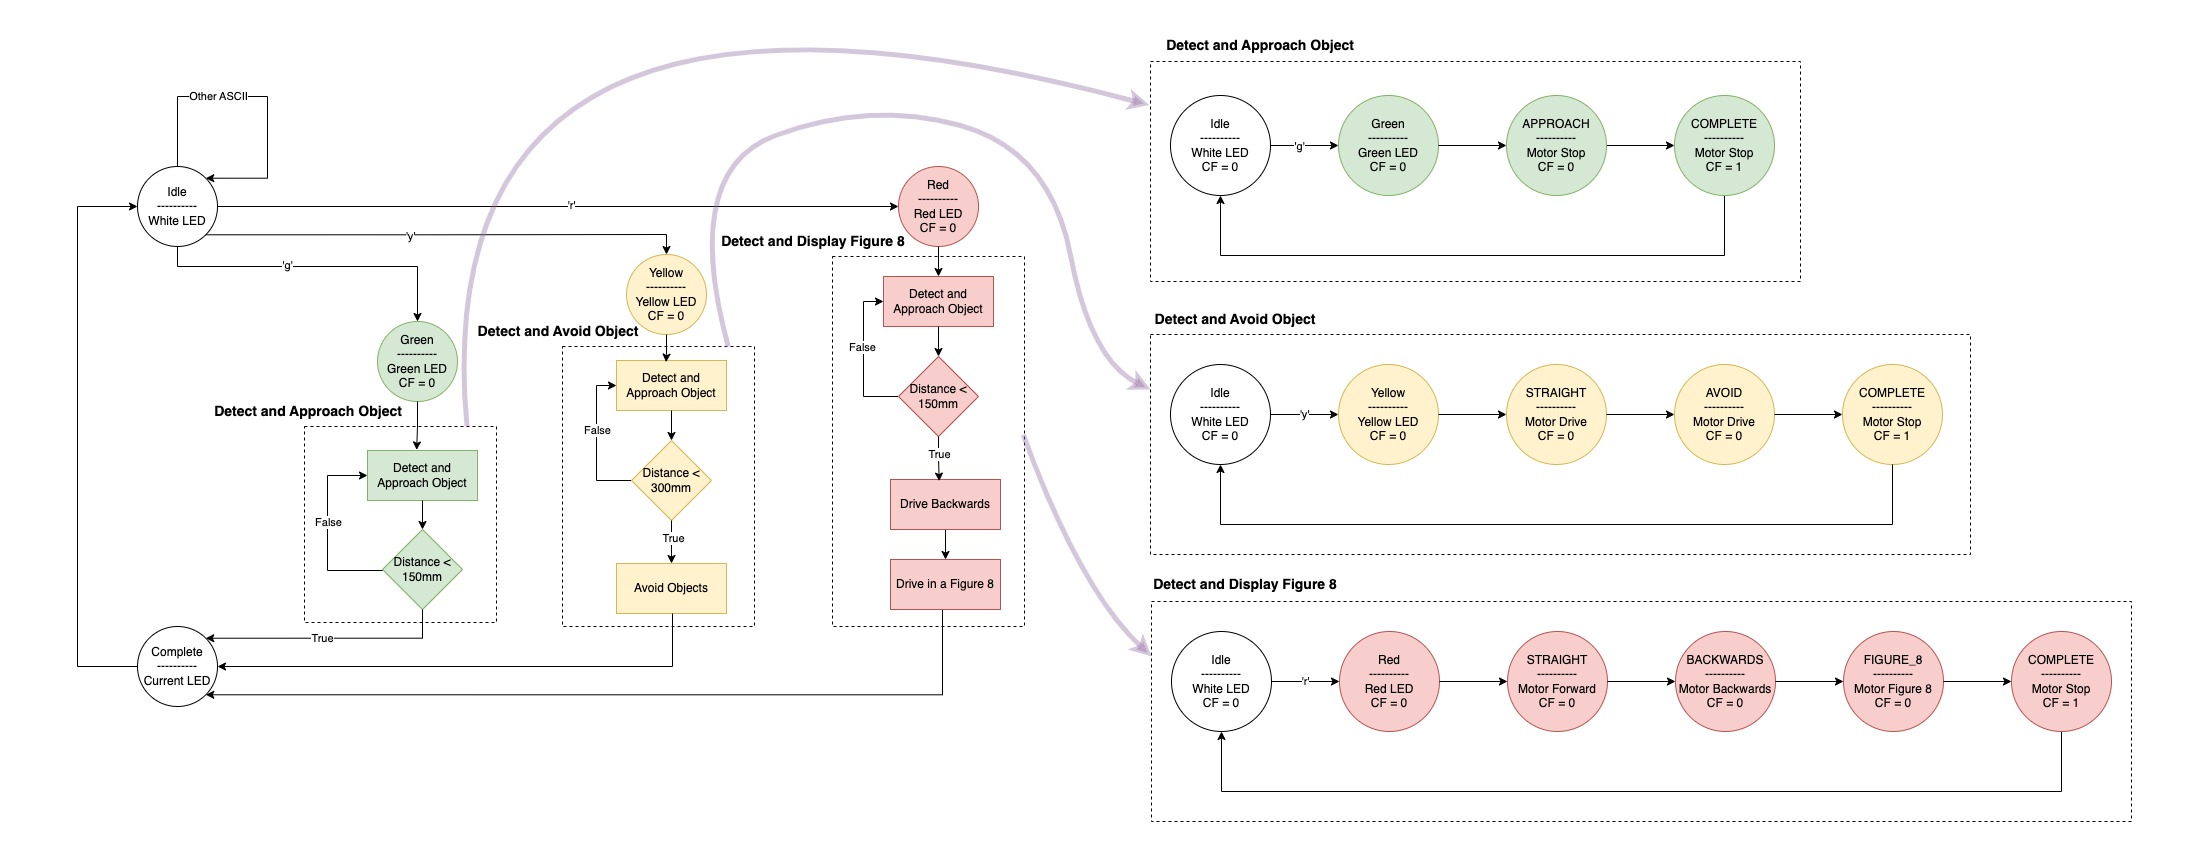 Other ASCII
Idle
----------
White LED
'r'
'y'
'g'
Green
----------
Green LED
CF = 0
Detect and Approach Object
Detect and
Approach Object
False
Distance <
150mm
True
Complete
----------
Current LED
Yellow
----------
Yellow LED
CF = 0
Detect and Avoid Object
Detect and
Approach Object
False
Distance <
300mm
True
Avoid Objects
Red
----------
Red LED
CF = 0
Detect and Display Figure 8
Detect and
Approach Object
False
Distance <
150mm
True
Drive Backwards
Drive in a Figure 8
Detect and Approach Object
Idle
----------
White LED
CF = 0
'g'
Green
----------
Green LED
CF = 0
APPROACH
----------
Motor Stop
CF = 0
COMPLETE
----------
Motor Stop
CF = 1
Detect and Avoid Object
Idle
----------
White LED
CF = 0
'y'
Yellow
----------
Yellow LED
CF = 0
STRAIGHT
----------
Motor Drive
CF = 0
AVOID
----------
Motor Drive
CF = 0
COMPLETE
----------
Motor Stop
CF = 1
Detect and Display Figure 8
Idle
----------
White LED
CF = 0
'r'
Red
----------
Red LED
CF = 0
STRAIGHT
----------
Motor Forward
CF = 0
BACKWARDS
----------
Motor Backwards
CF = 0
FIGURE_8
----------
Motor Figure 8
CF = 0
COMPLETE
----------
Motor Stop
CF = 1